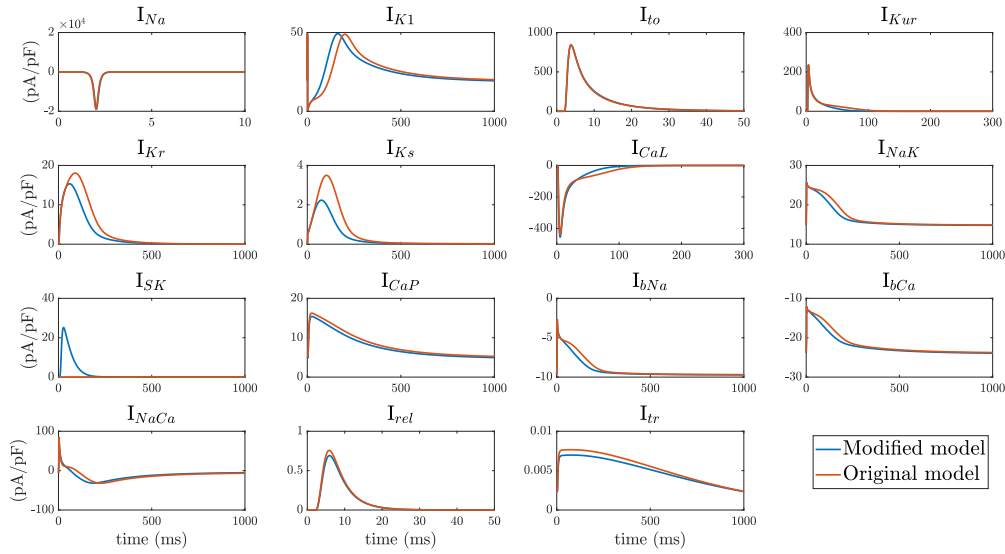 I_Na I_K1 I_to I_Kur
×10^4
(pA/pF)
2 0 -2 0 5 10
50 0 0 500 1000
1000 500 0 0 10 20 30 40 50
400 200 0 0 100 200 300
I_Kr I_Ks I_CaL I_NaK
(pA/pF)
20 10 0 0 500 1000
4 2 0 0 500 1000
0 -200 -400 0 100 200 300
30 20 10 0 500 1000
I_SK I_CaP I_bNa I_bCa
(pA/pF)
40 20 0 0 500 1000
20 10 0 0 500 1000
0 -5 -10 0 500 1000
-10 -20 -30 0 500 1000
I_NaCa I_rel I_tr
(pA/pF)
100 0 -100 0 500 1000
1 0.5 0 0 10 20 30 40 50
0.01 0.005 0 0 500 1000
time (ms) time (ms) time (ms)
Modified model
Original model